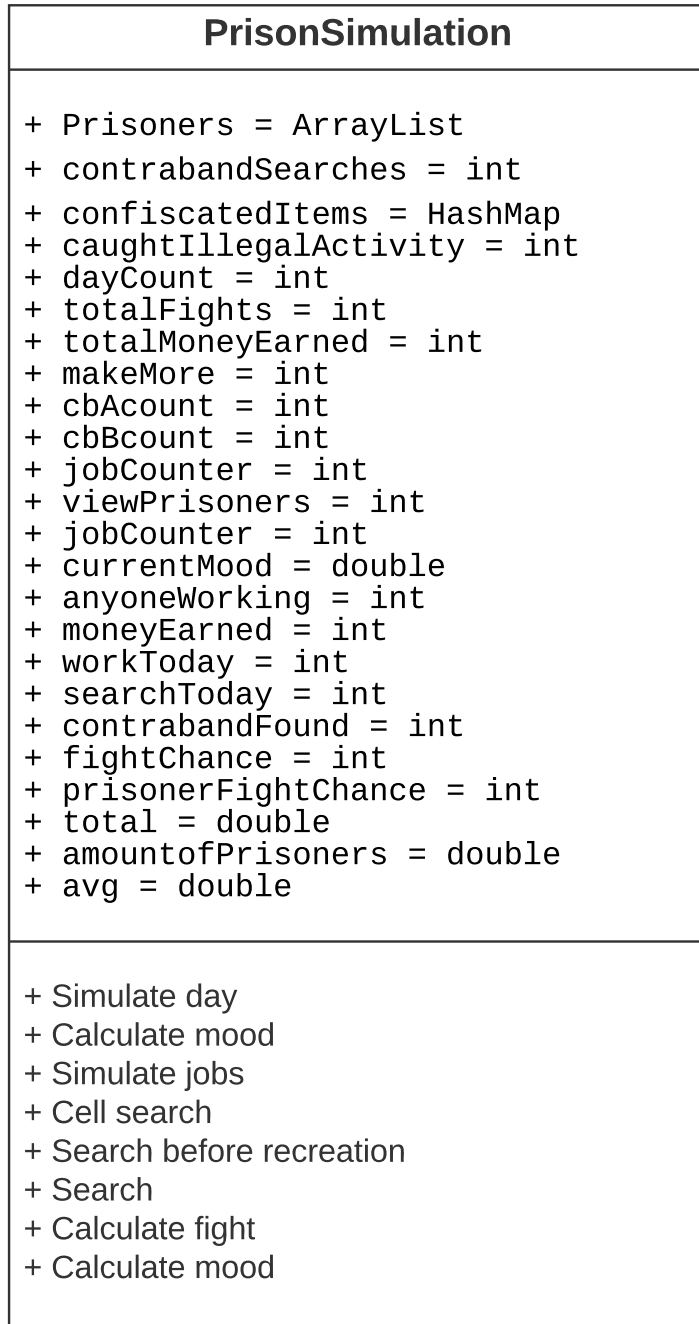 PrisonSimulation
+ Prisoners = ArrayList
+ contrabandSearches = int
+ confiscatedItems = HashMap
+ caughtIllegalActivity = int
+ dayCount = int
+ totalFights = int
+ totalMoneyEarned = int
+ makeMore = int
+ cbAcount = int
+ cbBcount = int
+ jobCounter = int
+ viewPrisoners = int
+ jobCounter = int
+ currentMood = double
+ anyoneWorking = int
+ moneyEarned = int
+ workToday = int
+ searchToday = int
+ contrabandFound = int
+ fightChance = int
+ prisonerFightChance = int
+ total = double
+ amountofPrisoners = double
+ avg = double
+ Simulate day
+ Calculate mood
+ Simulate jobs
+ Cell search
+ Search before recreation
+ Search
+ Calculate fight
+ Calculate mood